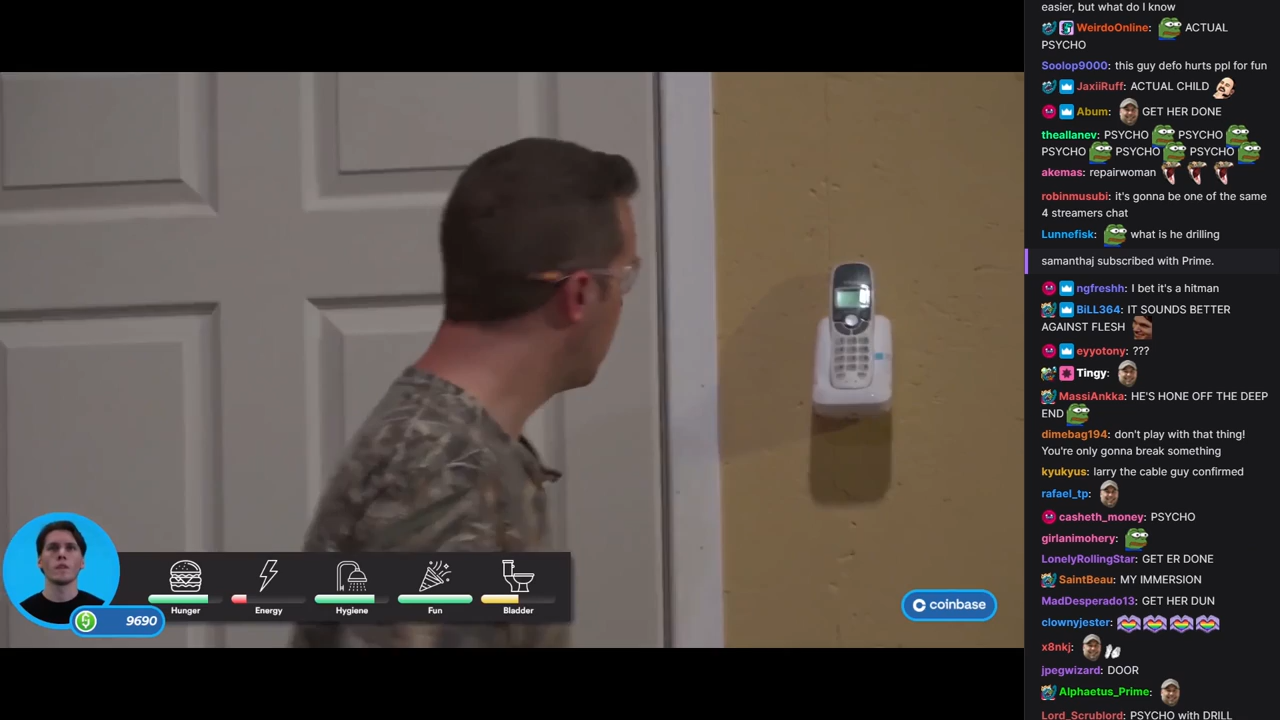 easier, but what do I know
WeirdoOnline: ACTUAL
PSYCHO
Soolop9000: this guy defo hurts ppl for fun
JaxiiRuff: ACTUAL CHILD
Abum: GET HER DONE
theallanev: PSYCHO PSYCHO
PSYCHO PSYCHO PSYCHO
akemas: repairwoman
robinmusubi: it's gonna be one of the same
4 streamers chat
Lunnefisk: what is he drilling
samanthaj subscribed with Prime.
ngfreshh: I bet it's a hitman
BiLL364: IT SOUNDS BETTER
AGAINST FLESH
eyyotony: ???
Tingy:
MassiAnkka: HE'S HONE OFF THE DEEP
END
dimebag194: don't play with that thing!
You're only gonna break something
kyukyus: larry the cable guy confirmed
rafael_tp:
casheth_money: PSYCHO
girlanimohery:
LonelyRollingStar: GET ER DONE
SaintBeau: MY IMMERSION
MadDesperado13: GET HER DUN
clownyjester:
x8nkj:
jpegwizard: DOOR
Alphaetus_Prime:
Lord_Scrublord: PSYCHO with DRILL
Hunger
Energy
Hygiene
Fun
Bladder
9690
coinbase